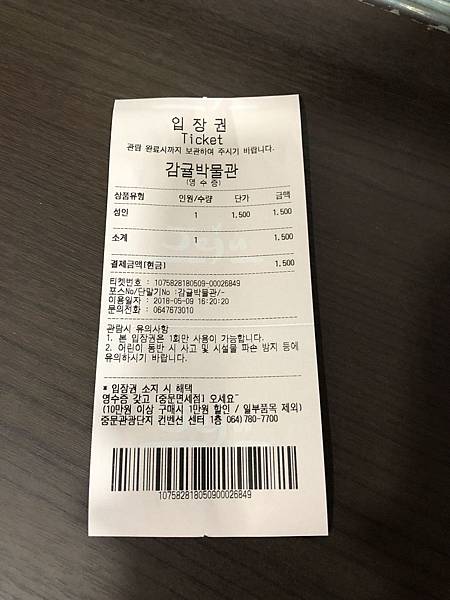 입 장 권
Ticket
관람 완료시까지 보관하여 주시기 바랍니다.
감귤박물관
(영 수 증)
상품유형 인원/수량 단가 금액
성인 1 1,500 1,500
소계 1 1,500
결제금액[현금] 1,500
티켓번호 : 1075828180509-00026849
포스No/단말기No :감귤박물관/-
이용일자 : 2018-05-09 16:20:20
문의전화 : 0647673010
관람시 유의사항
1. 본 입장권은 1회만 사용이 가능합니다.
2. 어린이 동반 시 사고 및 시설물 파손 방지 등에
유의하시기 바랍니다.
* 입장권 소지 시 혜택
영수증 갖고 [중문면세점] 오세요~
(10만원 이상 구매시 1만원 할인 / 일부품목 제외)
중문관광단지 컨벤션 센터 1층 064)780-7700
107582818050900026849